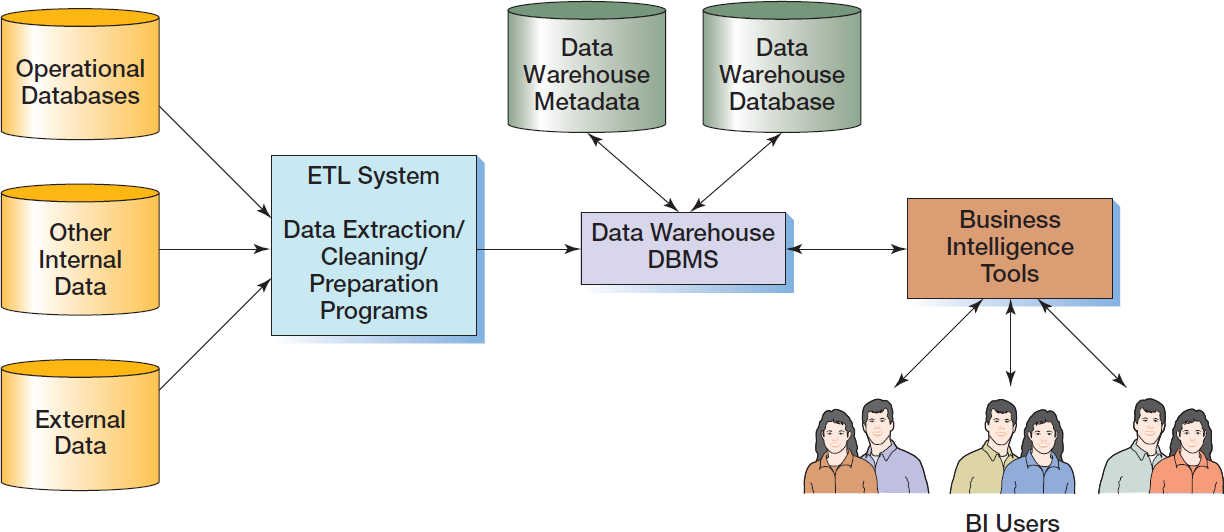 Operational
Databases
Other
Internal
Data
External
Data
ETL System
Data Extraction/
Cleaning/
Preparation
Programs
Data
Warehouse
Metadata
Data
Warehouse
Database
Data Warehouse
DBMS
Business
Intelligence
Tools
BI Users